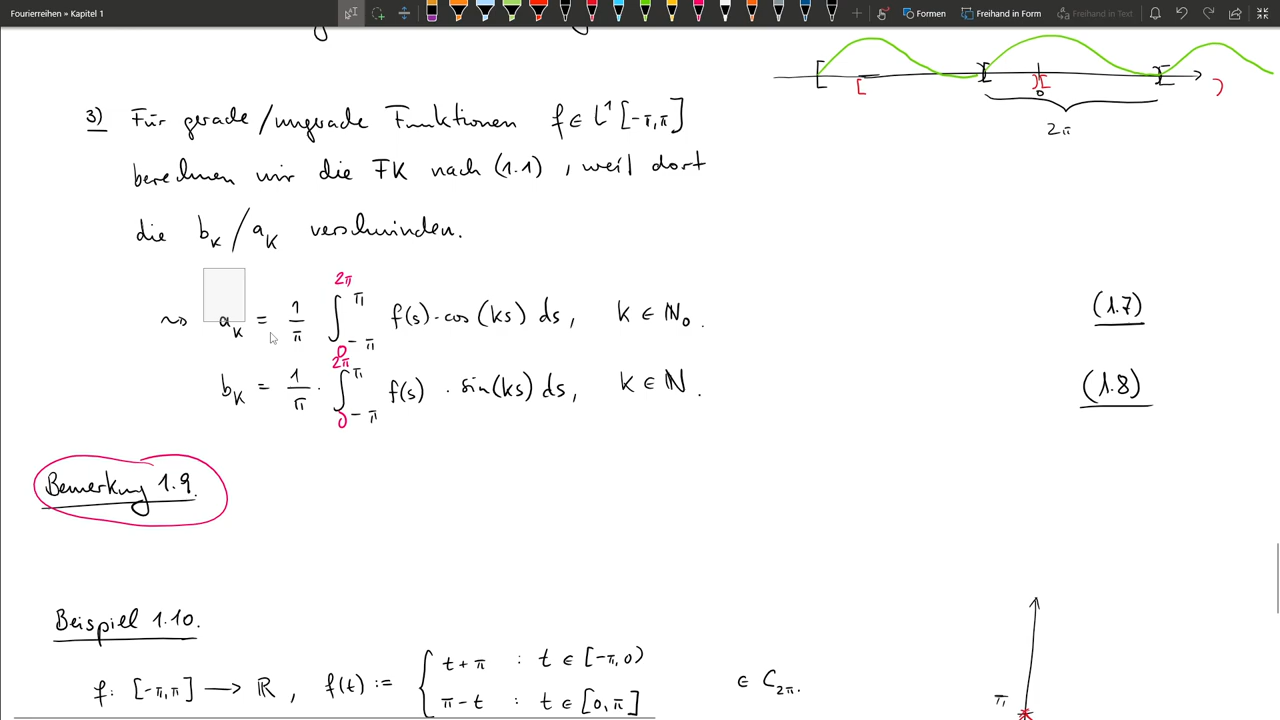 Fourierreihen » Kapitel 1
Formen Freihand in Form Freihand in Text
[ ][ )[ 0 ][ )
2π
3) Für gerade/ungerade Funktionen f ∈ L¹[-π,π]
berechnen wir die FK nach (1.1), weil dort
die b_k / a_k verschwinden.
⇝ a_k = 1/π ∫_{-π}^{π} f(s)·cos(ks) ds, k ∈ ℕ₀. (1.7)
2π
0
b_k = 1/π · ∫_{-π}^{π} f(s) · sin(ks) ds, k ∈ ℕ. (1.8)
2π
0
Bemerkung 1.9.
Beispiel 1.10.
f: [-π,π] → ℝ, f(t) := { t+π : t ∈ [-π,0)
π-t : t ∈ [0,π] ∈ C_{2π}.
π